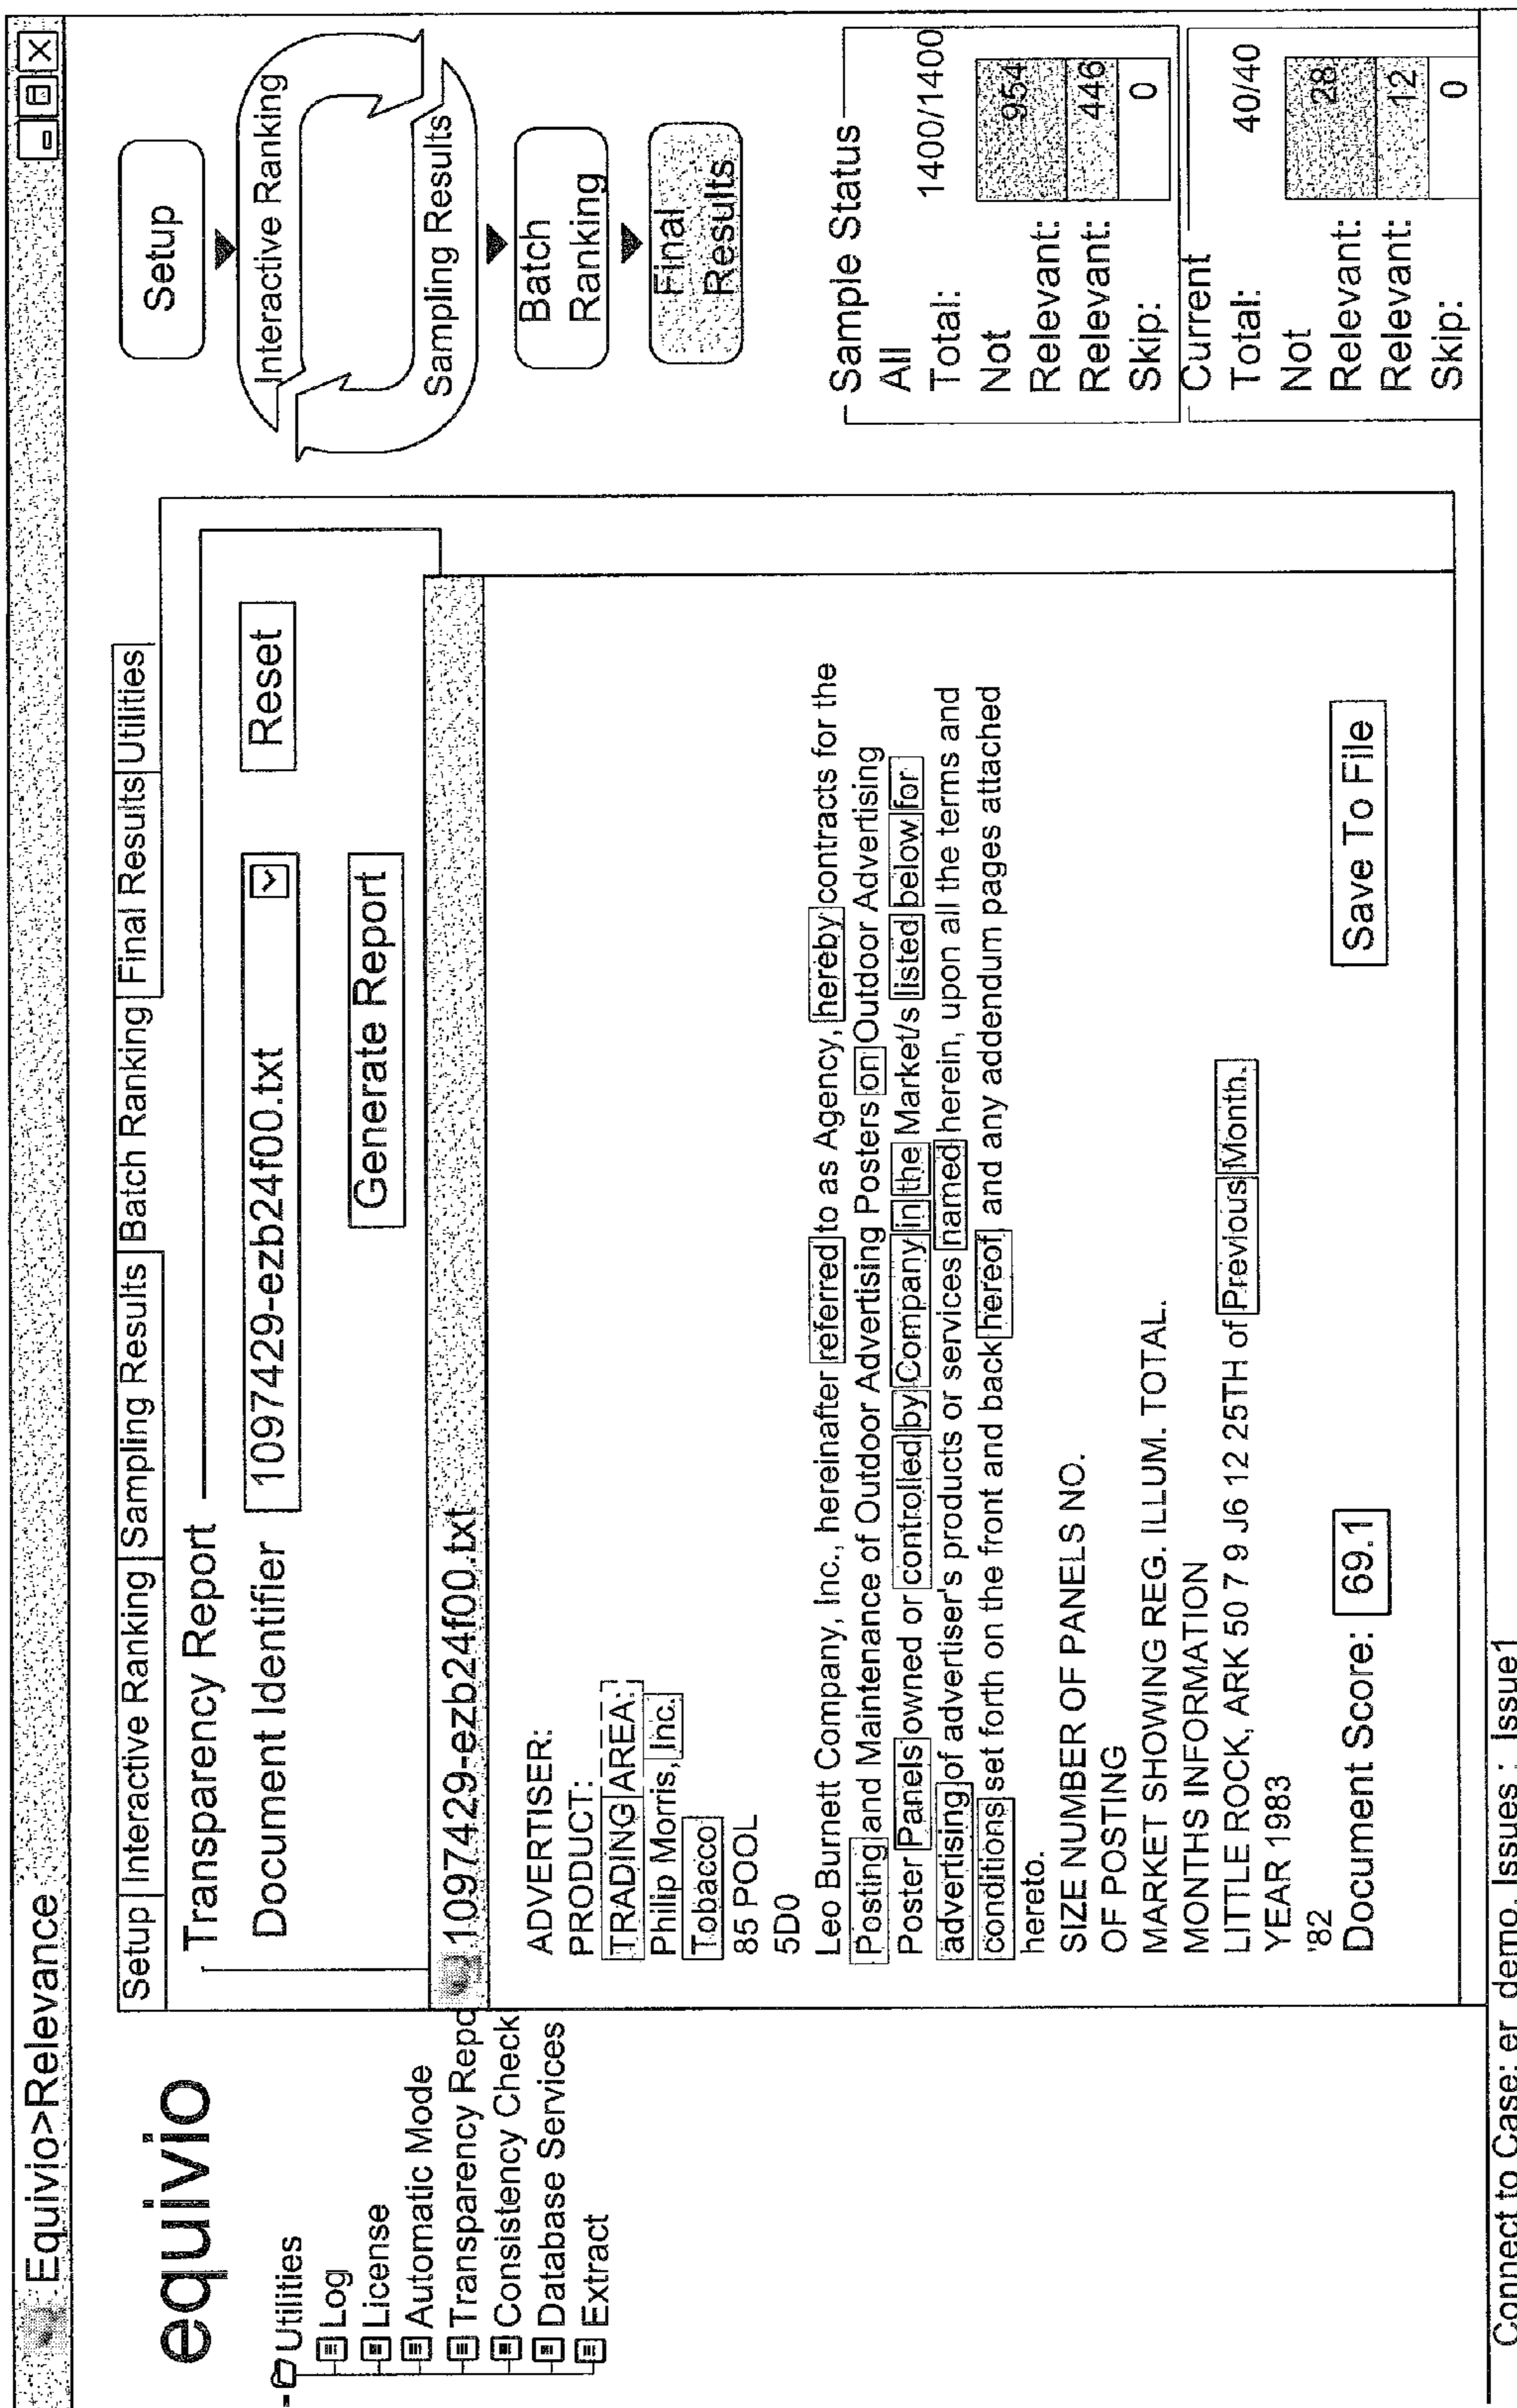 Equivio>Relevance
equivio
Utilities
Log
License
Automatic Mode
Transparency Repo
Consistency Check
Database Services
Extract
Setup Interactive Ranking Sampling Results Batch Ranking Final Results Utilities
Transparency Report
Document Identifier 1097429-ezb24f00.txt Reset
Generate Report
1097429-ezb24f00.txt
ADVERTISER:
PRODUCT:
TRADING AREA:
Philip Morris, Inc.
Tobacco
85 POOL
5D0
Leo Burnett Company, Inc., hereinafter referred to as Agency, hereby contracts for the
Posting and Maintenance of Outdoor Advertising Posters on Outdoor Advertising
Poster Panels owned or controlled by Company in the Market/s listed below for
advertising of advertiser's products or services named herein, upon all the terms and
conditions set forth on the front and back hereof, and any addendum pages attached
hereto.
SIZE NUMBER OF PANELS NO.
OF POSTING
MARKET SHOWING REG. ILLUM. TOTAL.
MONTHS INFORMATION
LITTLE ROCK, ARK 50 7 9 J6 12 25TH of Previous Month.
YEAR 1983
'82
Document Score: 69.1 Save To File
Setup
Interactive Ranking
Sampling Results
Batch
Ranking
Final
Results
Sample Status
All
Total: 1400/1400
Not
Relevant: 954
Relevant: 446
Skip: 0
Current
Total: 40/40
Not
Relevant: 28
Relevant: 12
Skip: 0
Connect to Case: er_demo, Issues : Issue1